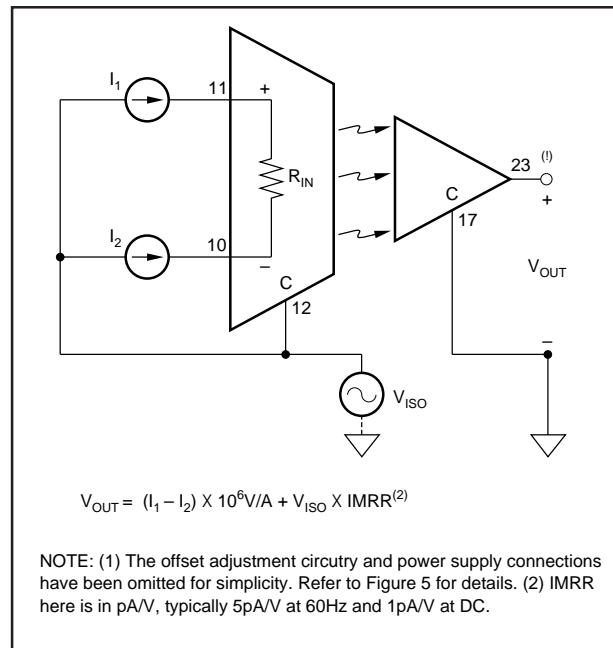 I1
11
+
RIN
I2
10
–
C
12
VISO
23
(!)
+
C
17
VOUT
–
VOUT = (I1 – I2) X 10^6V/A + VISO X IMRR(2)
NOTE: (1) The offset adjustment circutry and power supply connections
have been omitted for simplicity. Refer to Figure 5 for details. (2) IMRR
here is in pA/V, typically 5pA/V at 60Hz and 1pA/V at DC.